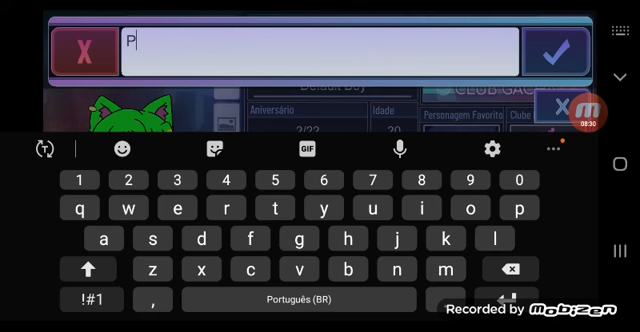 X P
Default Boy
CLUB GAC
Aniversário Idade Personagem Favorito Clube
2/22 20
X
08:30
T GIF
1 2 3 4 5 6 7 8 9 0
q w e r t y u i o p
a s d f g h j k l
z x c v b n m
!#1 , Português (BR)
Recorded by Mobizen